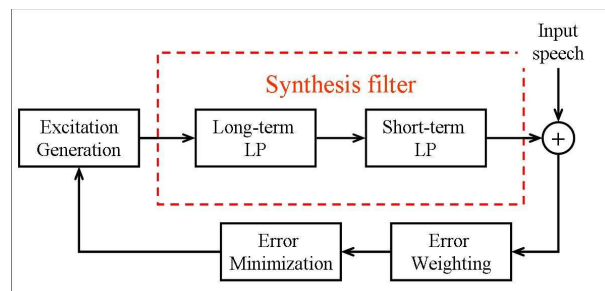 Input
speech
Synthesis filter
Excitation
Generation
Long-term
LP
Short-term
LP
+
Error
Minimization
Error
Weighting